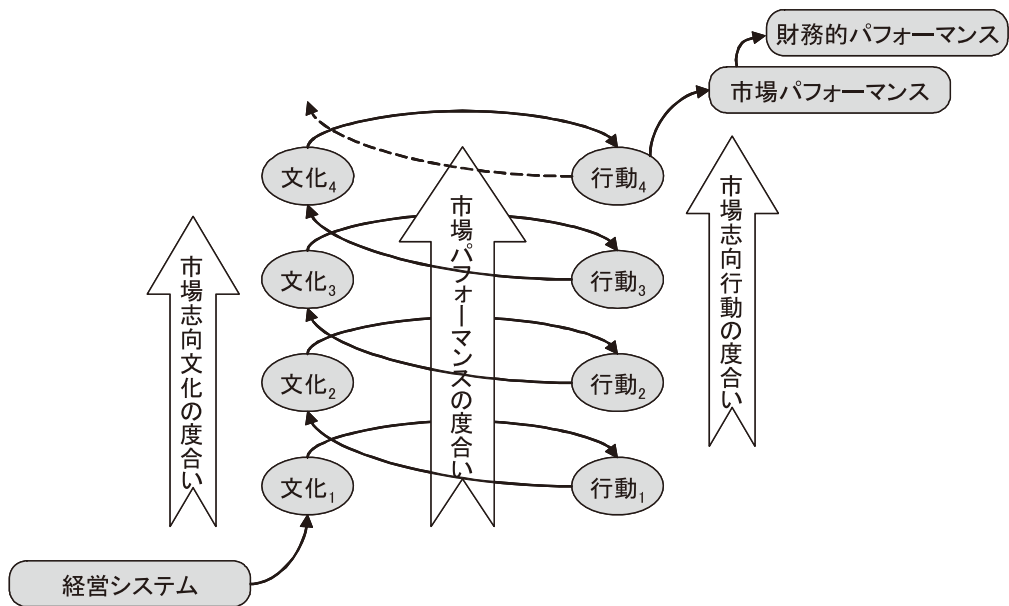 財務的パフォーマンス
市場パフォーマンス
文化4
行動4
市場志向文化の度合い
市場パフォーマンスの度合い
市場志向行動の度合い
文化3
行動3
文化2
行動2
文化1
行動1
経営システム